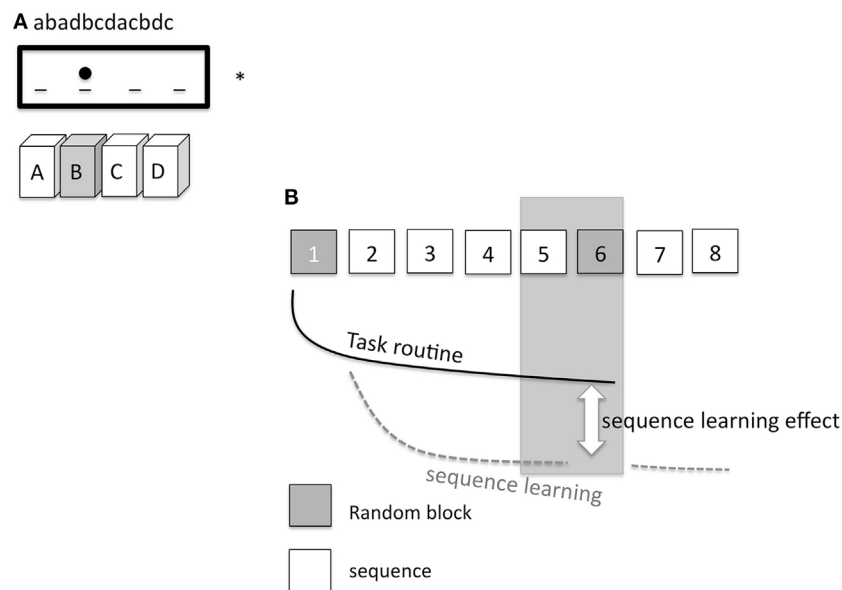 A abadbcdacbdc
*
A B C D
B
1 2 3 4 5 6 7 8
Task routine
sequence learning effect
sequence learning
Random block
sequence